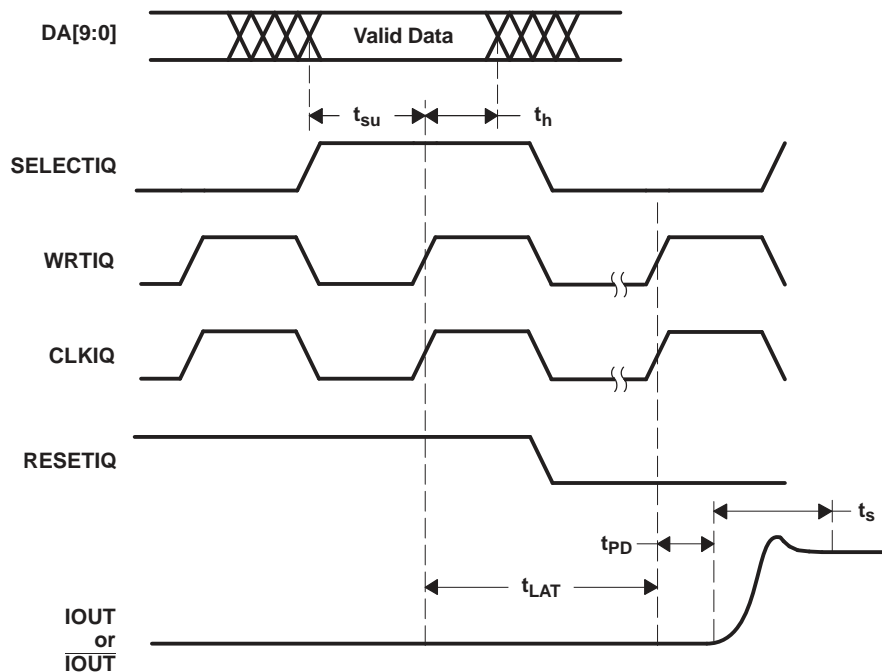 DA[9:0]
Valid Data
tsu
th
SELECTIQ
WRTIQ
CLKIQ
RESETIQ
ts
tPD
tLAT
IOUT
or
IOUT